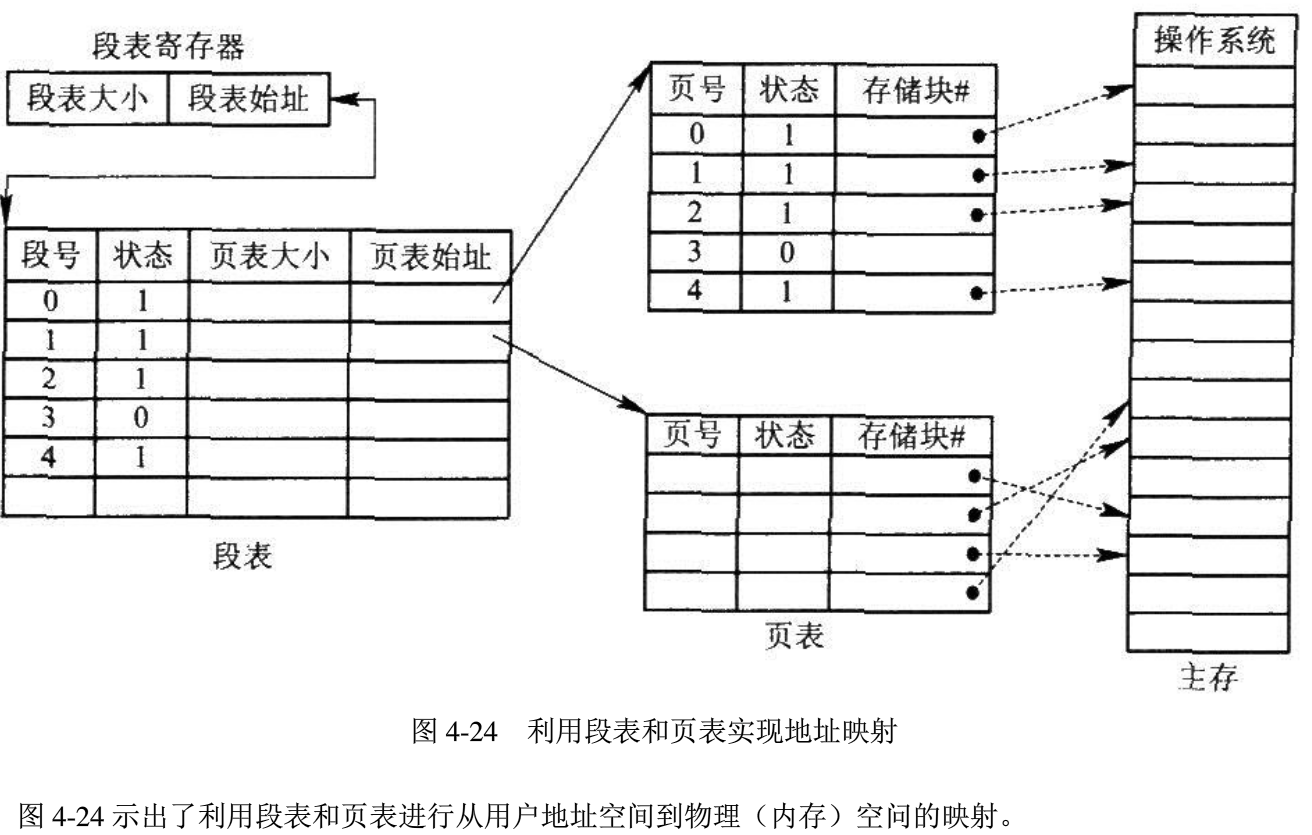 段表寄存器
段表大小 段表始址
段号 状态 页表大小 页表始址
0 1
1 1
2 1
3 0
4 1
段表
页号 状态 存储块#
0 1
1 1
2 1
3 0
4 1
页号 状态 存储块#
页表
操作系统
主存
图 4-24 利用段表和页表实现地址映射
图 4-24 示出了利用段表和页表进行从用户地址空间到物理（内存）空问的映射。